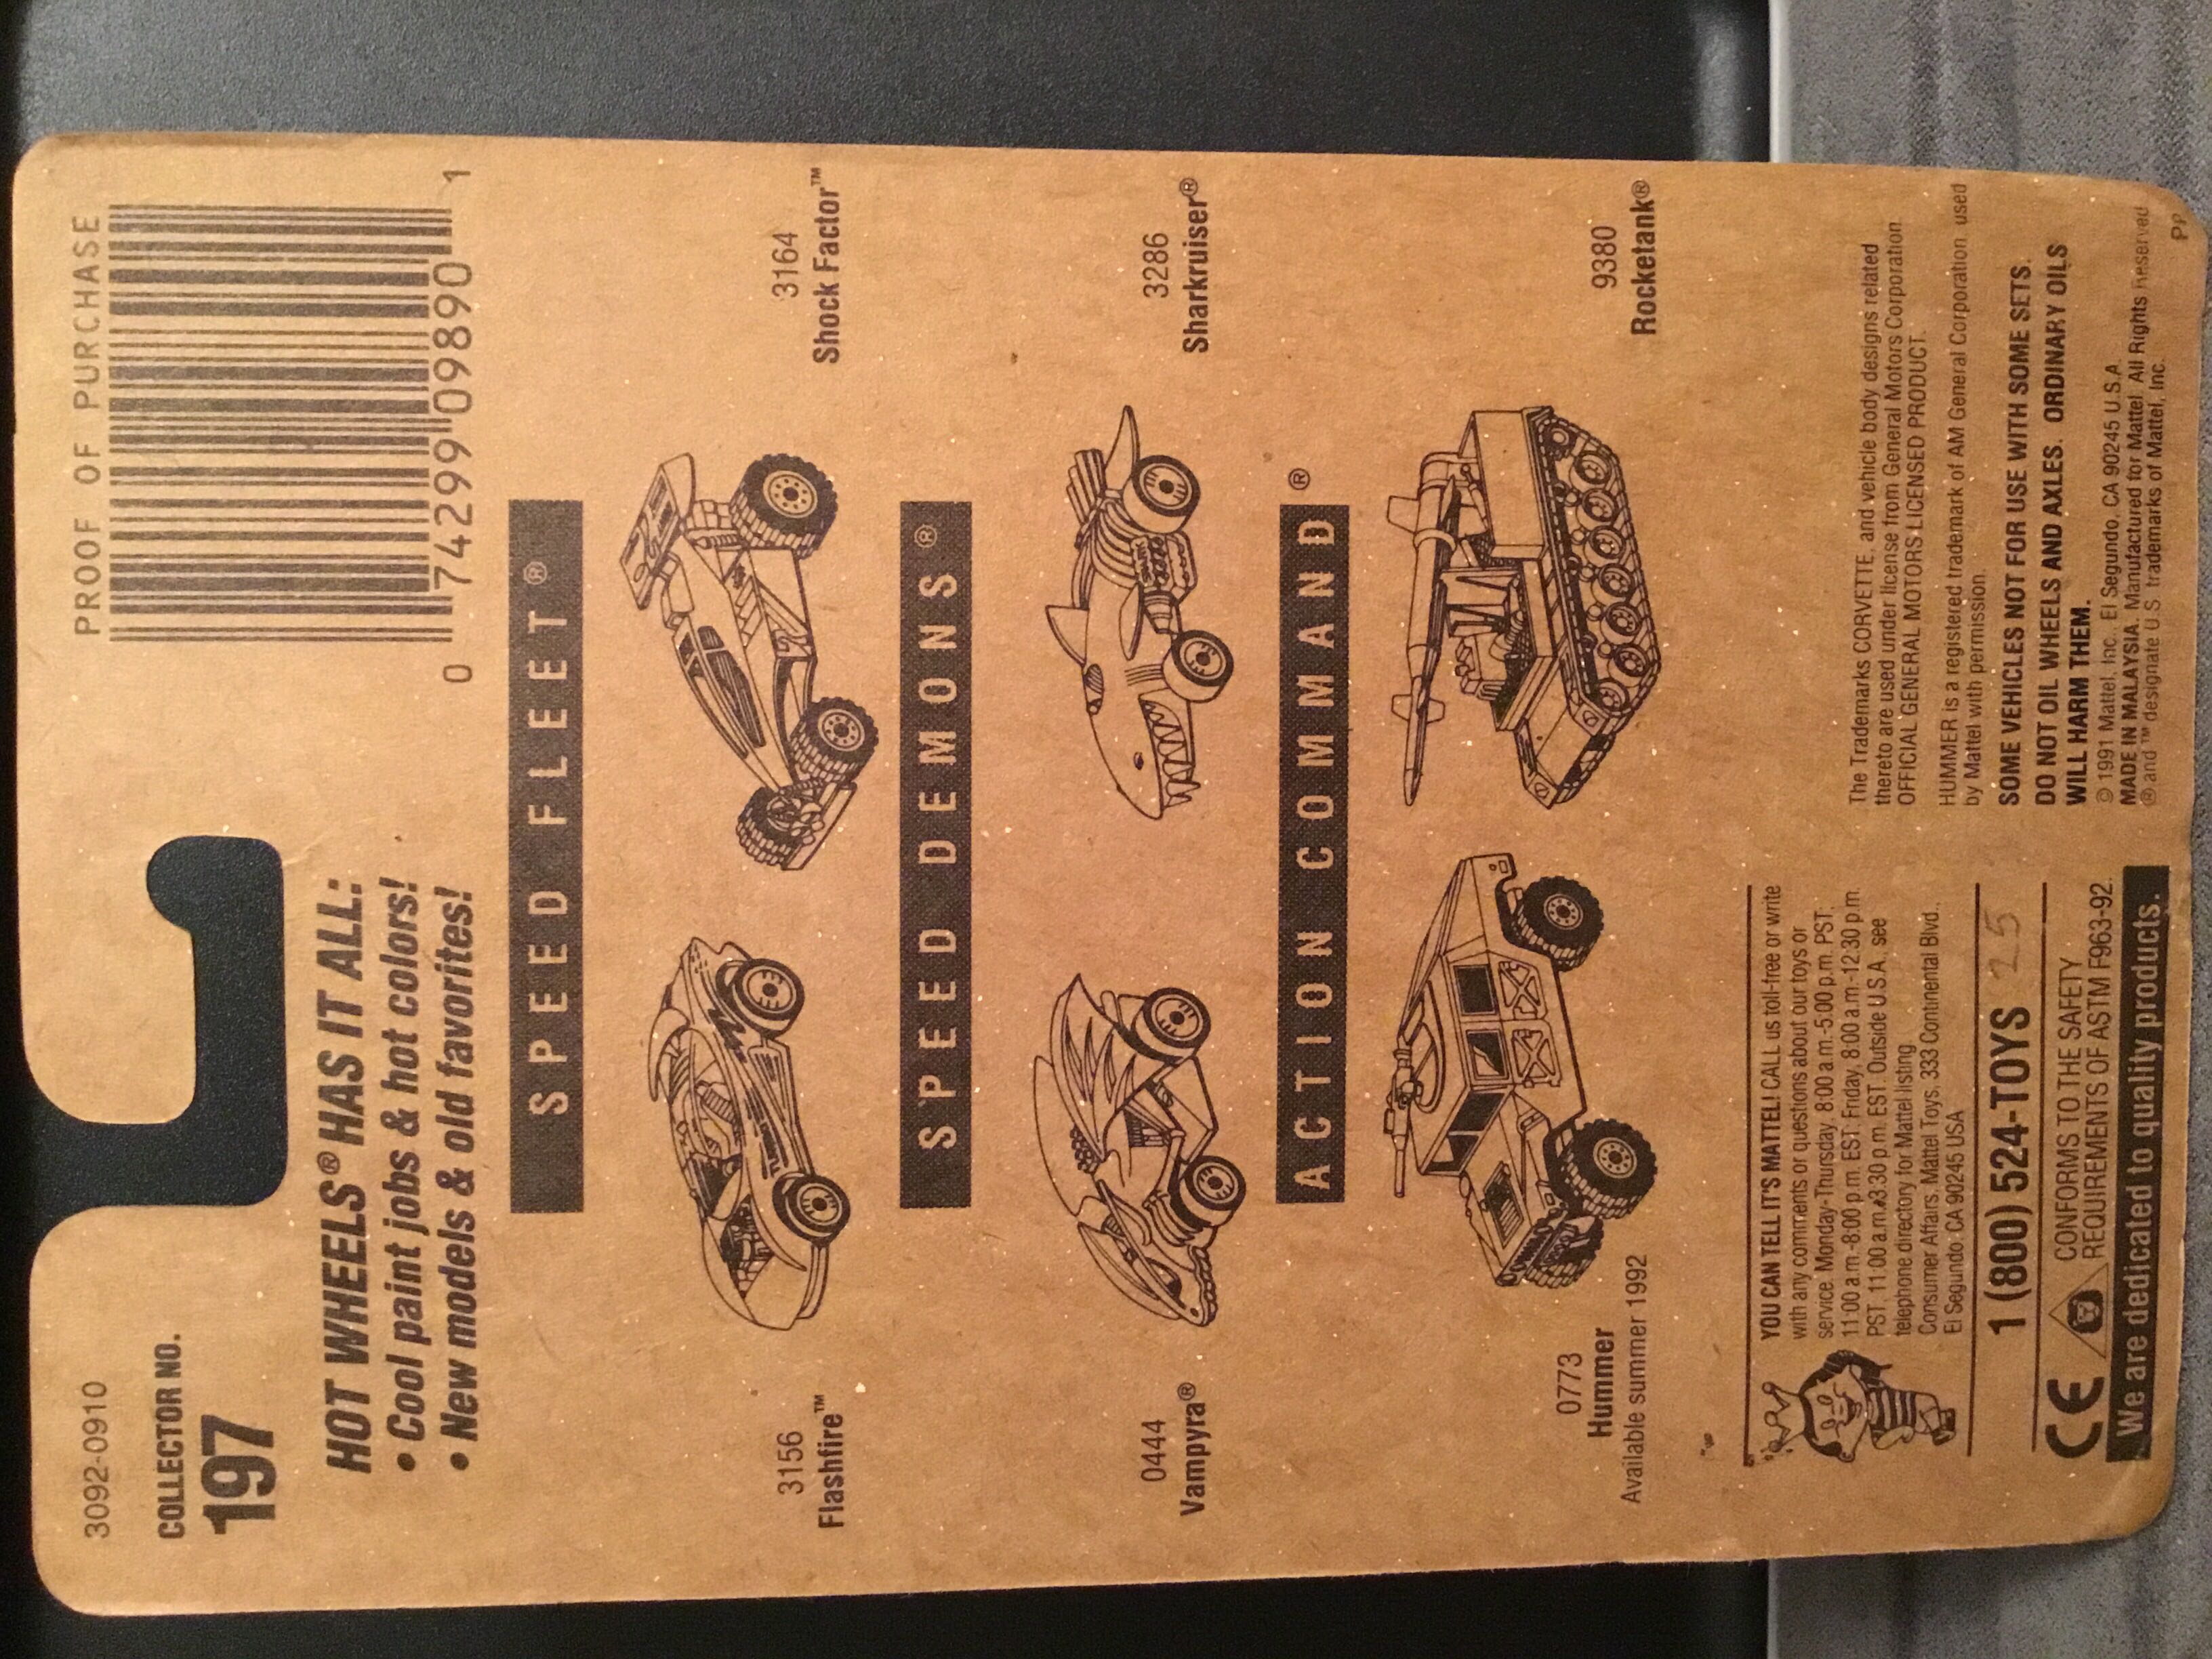 PROOF OF PURCHASE
0 74299 09890 1
3092-0910
COLLECTOR NO.
197
HOT WHEELS® HAS IT ALL:
• Cool paint jobs & hot colors!
• New models & old favorites!
SPEED FLEET®
3156
Flashfire™
3164
Shock Factor™
SPEED DEMONS®
0444
Vampyra®
3286
Sharkruiser®
ACTION COMMAND®
0773
Hummer
Available summer 1992
9380
Rocketank®
YOU CAN TELL IT'S MATTEL! CALL us toll-free or write
with any comments or questions about our toys or
service. Monday-Thursday, 8:00 a.m.-5:00 p.m. PST;
11:00 a.m.-8:00 p.m. EST; Friday, 8:00 a.m.-12:30 p.m.
PST, 11:00 a.m.-3:30 p.m. EST. Outside U.S.A., see
telephone directory for Mattel listing.
Consumer Affairs, Mattel Toys, 333 Continental Blvd.,
El Segundo, CA 90245 USA
1 (800) 524-TOYS
25
CE
CONFORMS TO THE SAFETY
REQUIREMENTS OF ASTM F963-92.
We are dedicated to quality products.
The Trademarks CORVETTE, and vehicle body designs related
thereto are used under license from General Motors Corporation.
OFFICIAL GENERAL MOTORS LICENSED PRODUCT.
HUMMER is a registered trademark of AM General Corporation used
by Mattel with permission.
SOME VEHICLES NOT FOR USE WITH SOME SETS.
DO NOT OIL WHEELS AND AXLES. ORDINARY OILS
WILL HARM THEM.
© 1991 Mattel, Inc. El Segundo, CA 90245 U.S.A.
MADE IN MALAYSIA. Manufactured for Mattel. All Rights Reserved.
® and ™ designate U.S. trademarks of Mattel, Inc.
PP